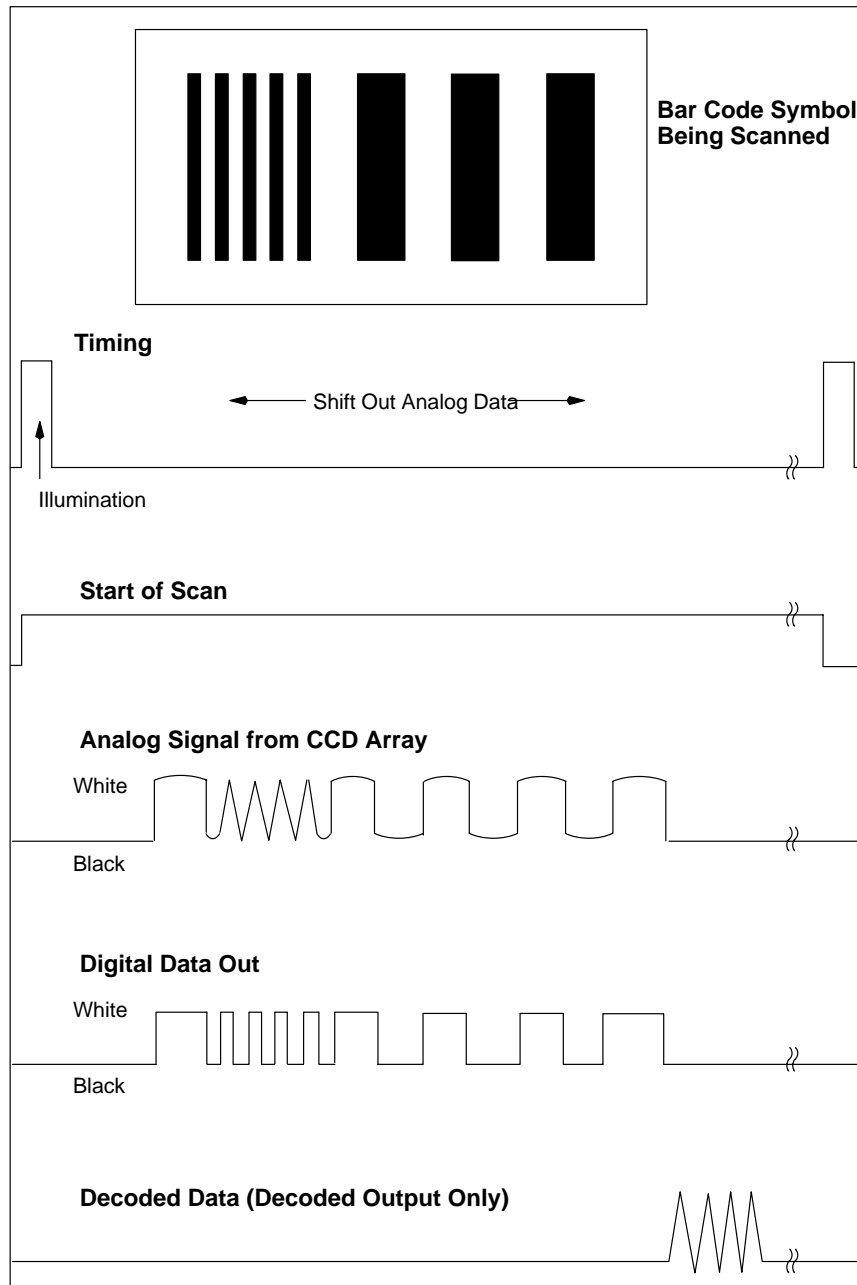 Bar Code Symbol
Being Scanned
Timing
Shift Out Analog Data
Illumination
Start of Scan
Analog Signal from CCD Array
White
Black
Digital Data Out
White
Black
Decoded Data (Decoded Output Only)